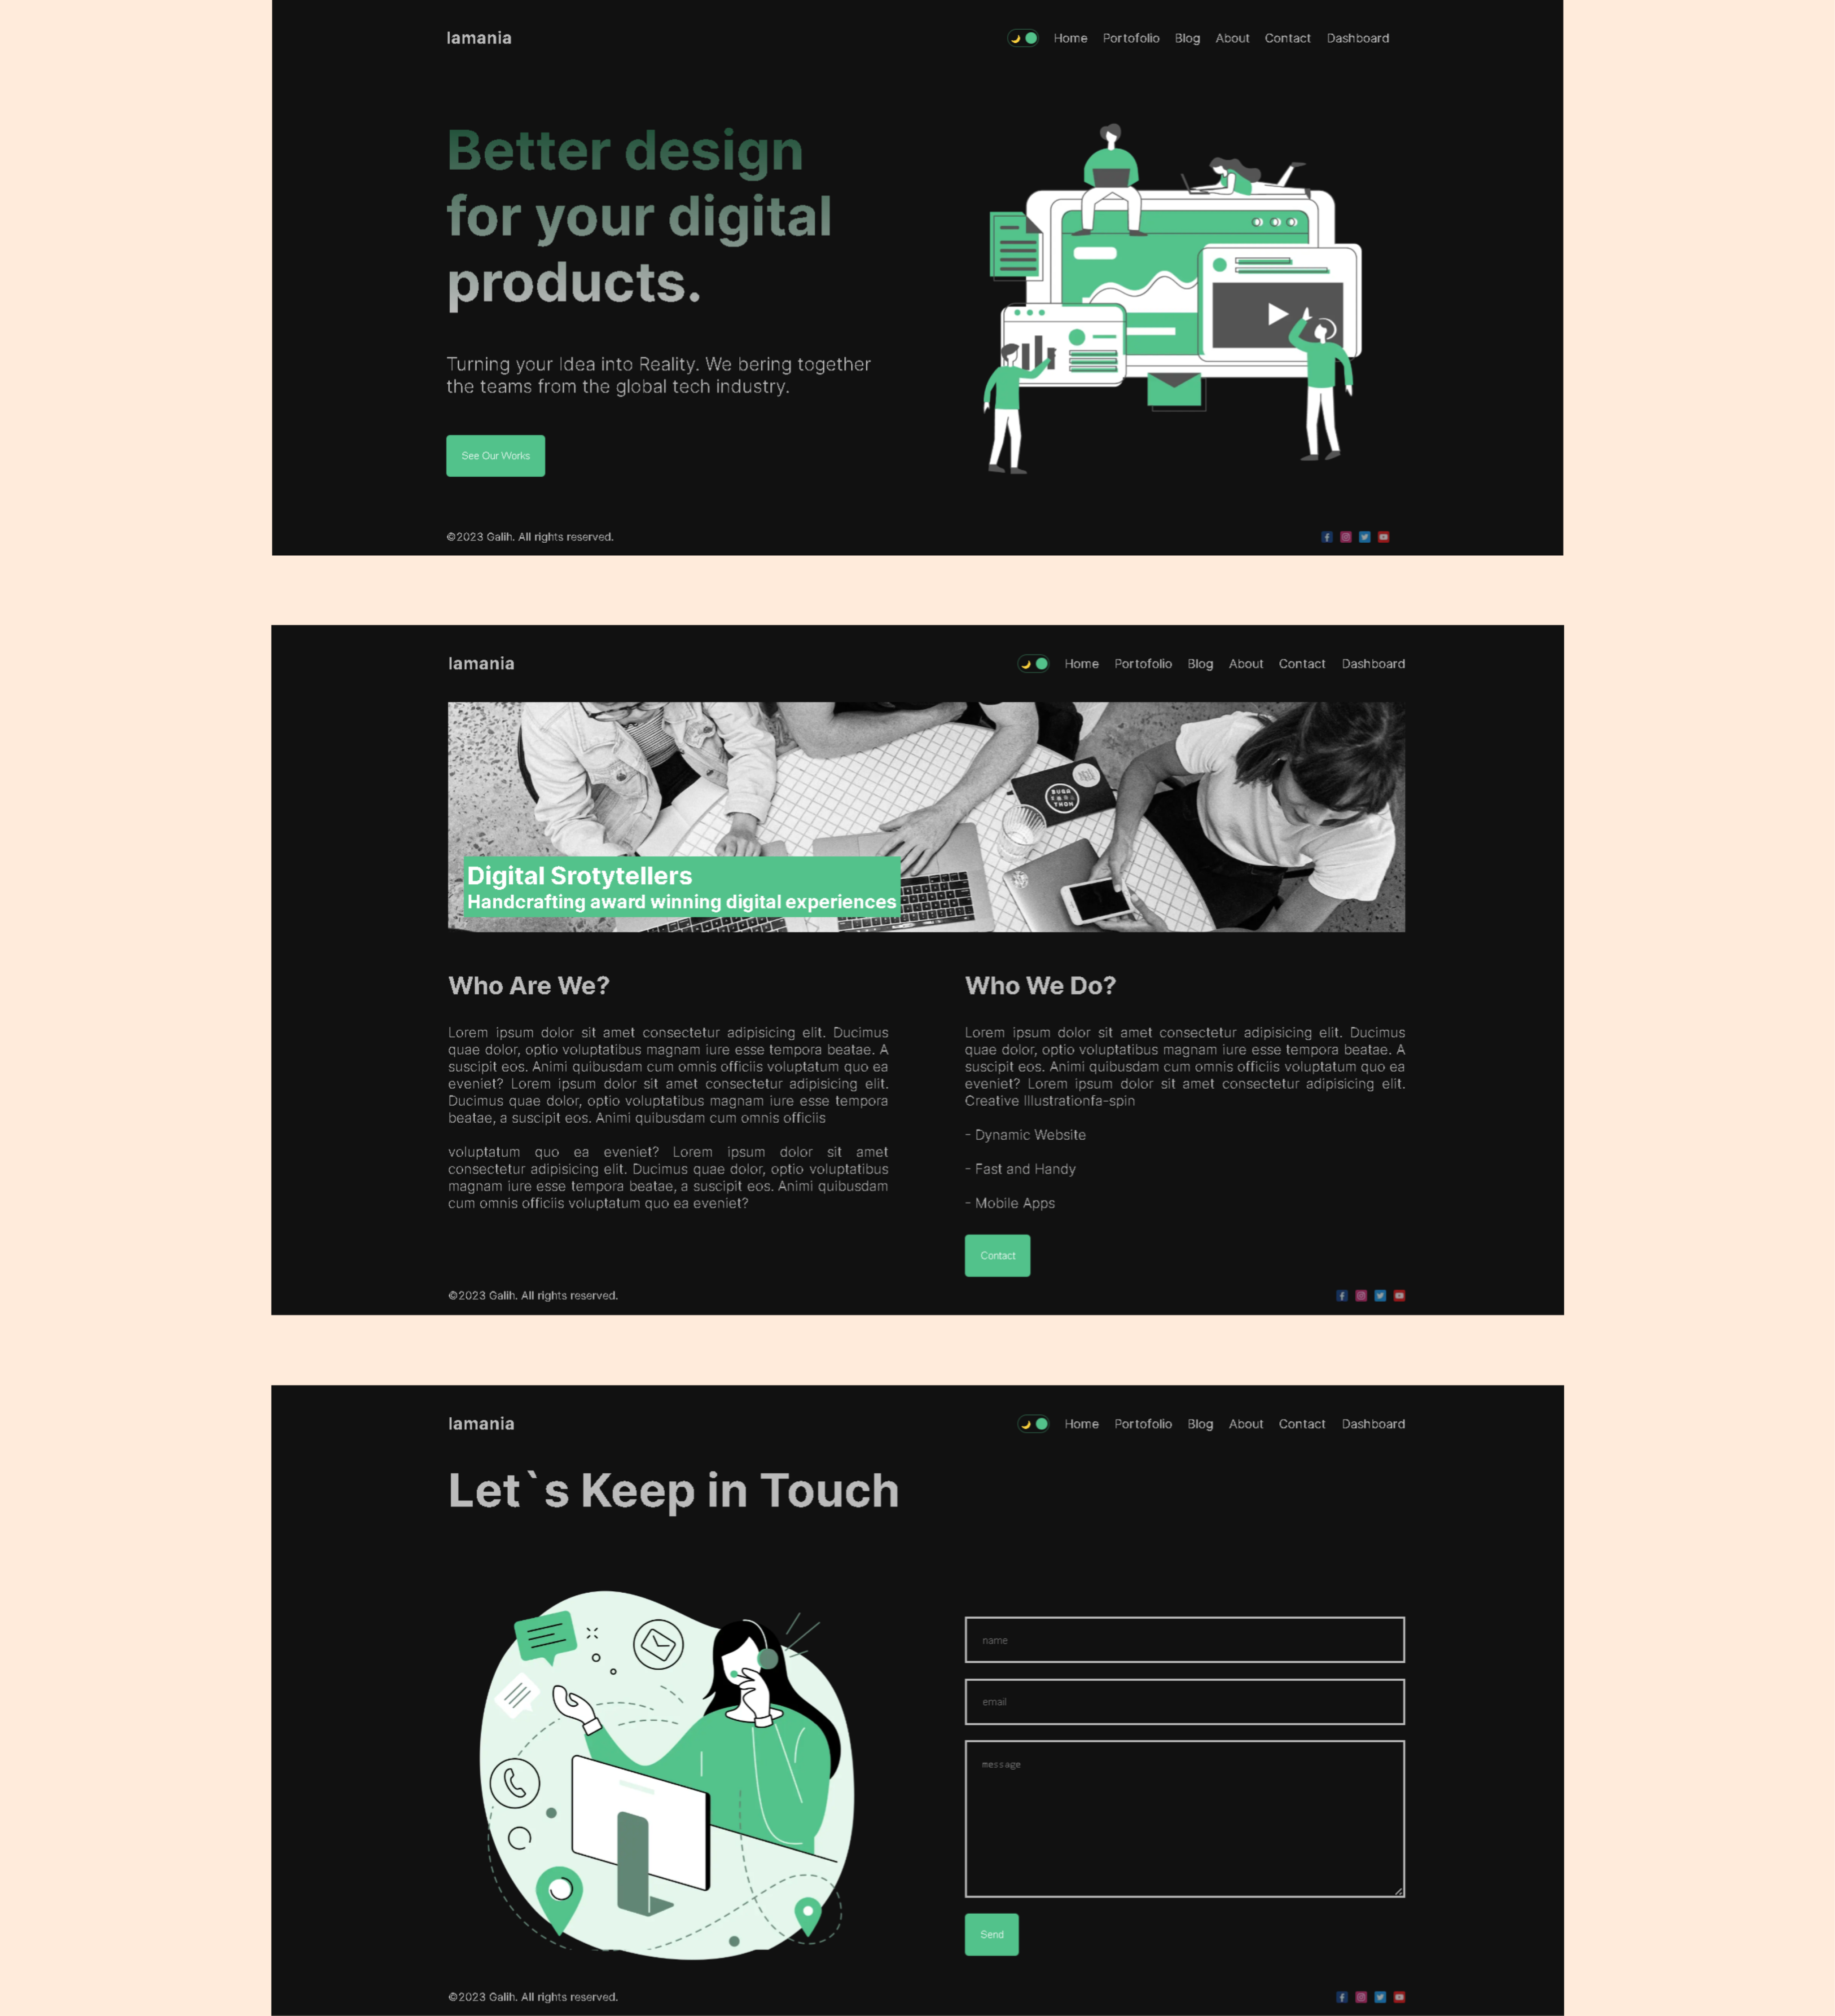 lamania
Home Portofolio Blog About Contact Dashboard
Better design
for your digital
products.
Turning your Idea into Reality. We bering together
the teams from the global tech industry.
See Our Works
©2023 Galih. All rights reserved.
lamania
Home Portofolio Blog About Contact Dashboard
BUGA
THON
Digital Srotytellers
Handcrafting award winning digital experiences
Who Are We?
Lorem ipsum dolor sit amet consectetur adipisicing elit. Ducimus
quae dolor, optio voluptatibus magnam iure esse tempora beatae. A
suscipit eos. Animi quibusdam cum omnis officiis voluptatum quo ea
eveniet? Lorem ipsum dolor sit amet consectetur adipisicing elit.
Ducimus quae dolor, optio voluptatibus magnam iure esse tempora
beatae, a suscipit eos. Animi quibusdam cum omnis officiis
voluptatum quo ea eveniet? Lorem ipsum dolor sit amet
consectetur adipisicing elit. Ducimus quae dolor, optio voluptatibus
magnam iure esse tempora beatae, a suscipit eos. Animi quibusdam
cum omnis officiis voluptatum quo ea eveniet?
Who We Do?
Lorem ipsum dolor sit amet consectetur adipisicing elit. Ducimus
quae dolor, optio voluptatibus magnam iure esse tempora beatae. A
suscipit eos. Animi quibusdam cum omnis officiis voluptatum quo ea
eveniet? Lorem ipsum dolor sit amet consectetur adipisicing elit.
Creative Illustrationfa-spin
- Dynamic Website
- Fast and Handy
- Mobile Apps
Contact
©2023 Galih. All rights reserved.
lamania
Home Portofolio Blog About Contact Dashboard
Let`s Keep in Touch
name
email
message
Send
©2023 Galih. All rights reserved.